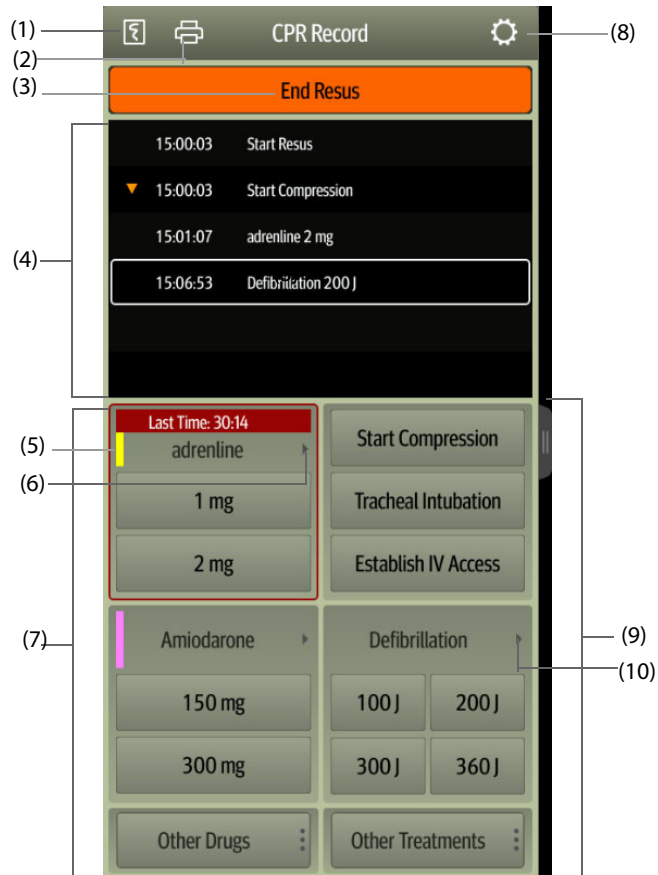 (1)
(2)
(3)
CPR Record
(8)
End Resus
15:00:03 Start Resus
15:00:03 Start Compression
15:01:07 adrenline 2 mg
(4)
15:06:53 Defibrillation 200 J
Last Time: 30:14
(5)
adrenline
(6)
1 mg
2 mg
Start Compression
Tracheal Intubation
Establish IV Access
(7)
Amiodarone
150 mg
300 mg
Defibrillation
(9)
(10)
100 J 200 J
300 J 360 J
Other Drugs
Other Treatments